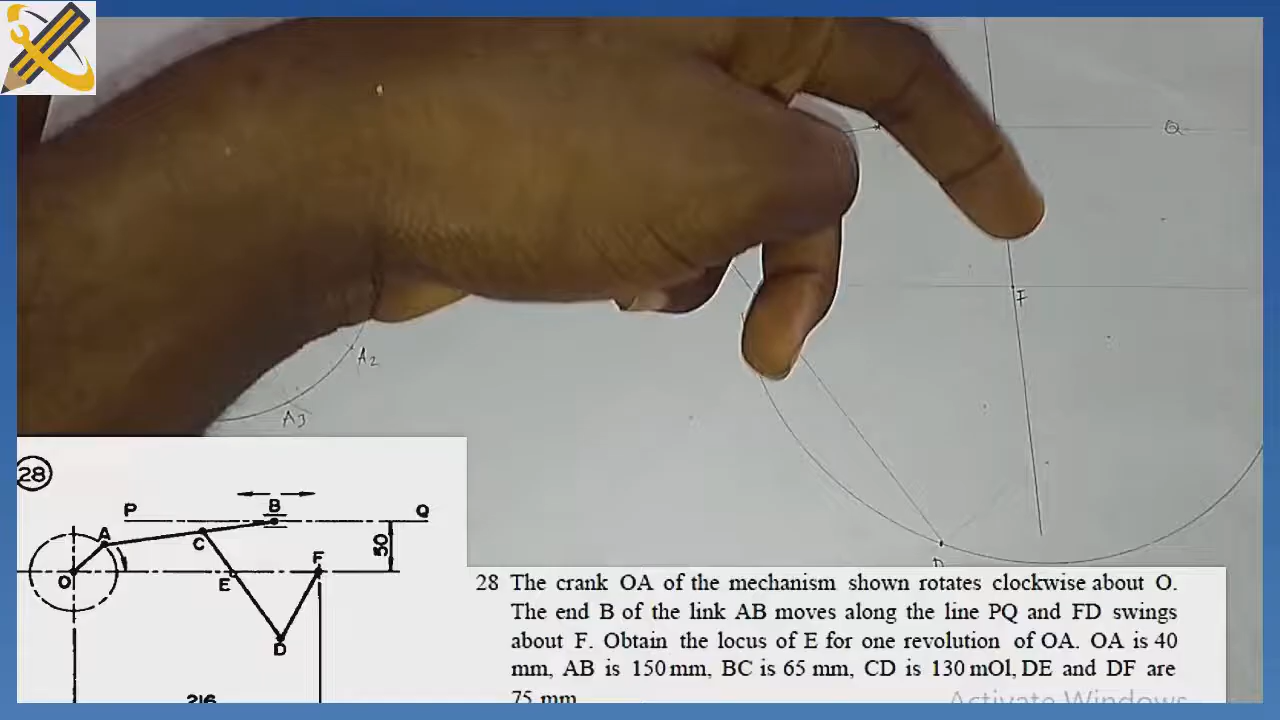 Q
F
A2
A3
D
28
P
B
Q
A
C
50
O
E
F
D
216
28 The crank OA of the mechanism shown rotates clockwise about O.
The end B of the link AB moves along the line PQ and FD swings
about F. Obtain the locus of E for one revolution of OA. OA is 40
mm, AB is 150 mm, BC is 65 mm, CD is 130 mOl, DE and DF are
75 mm
Activate Windows